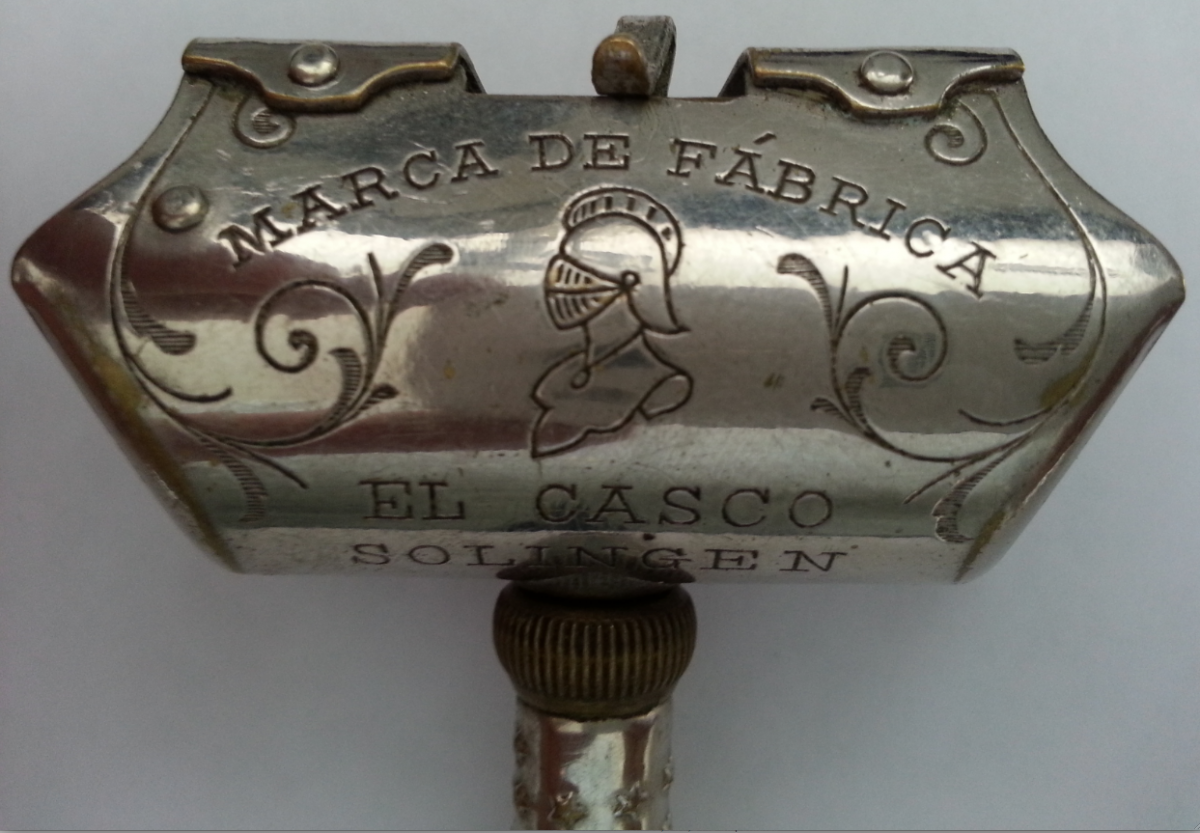 MARCA DE FÁBRICA
EL CASCO
SOLINGEN